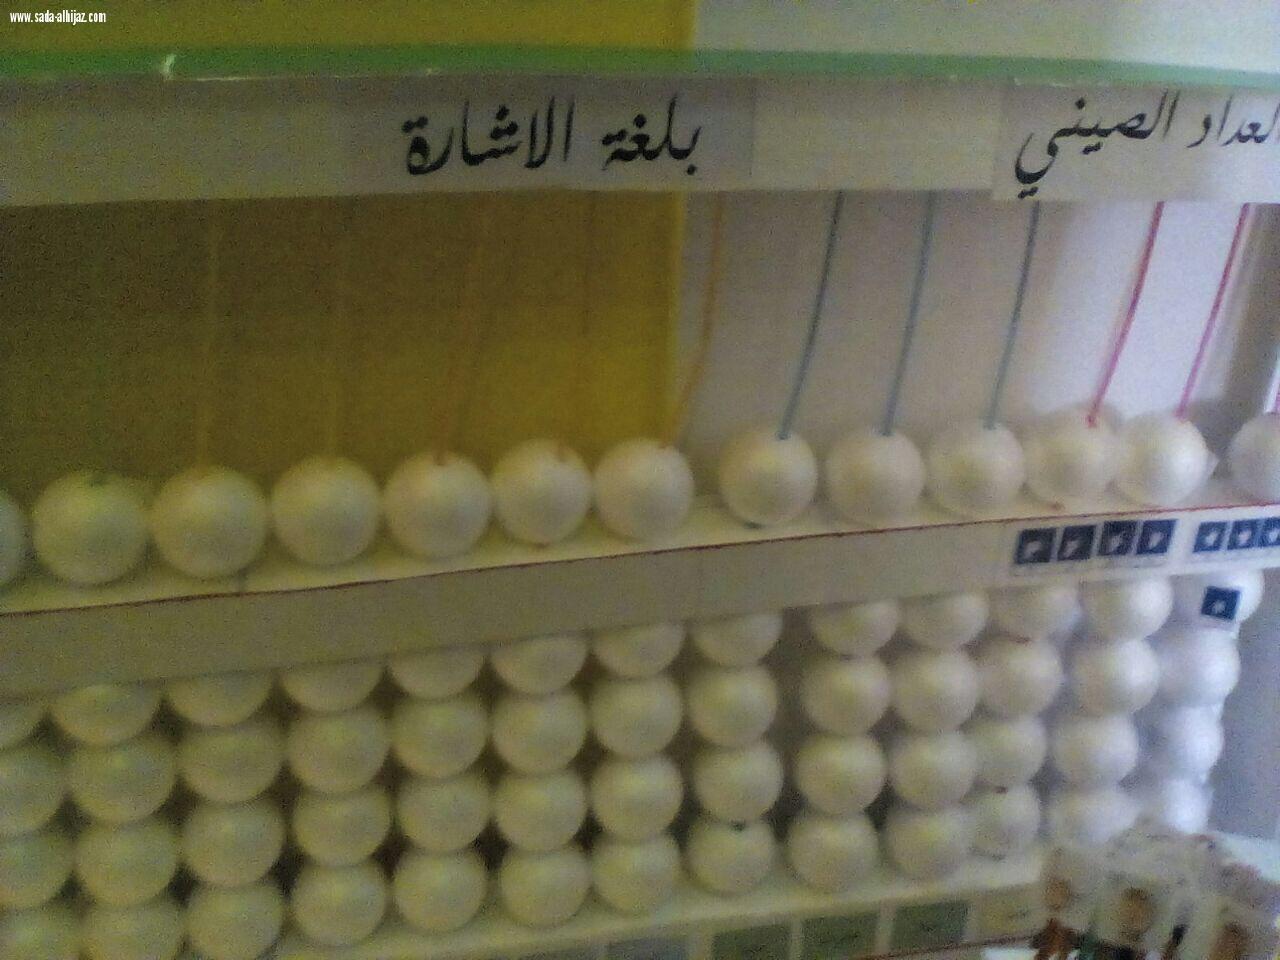 www.sada-alhijaz.com
العداد الصيني بلغة الاشارة